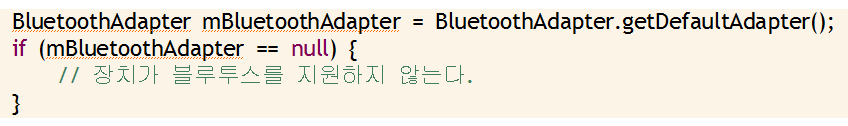 BluetoothAdapter mBluetoothAdapter = BluetoothAdapter.getDefaultAdapter();
if (mBluetoothAdapter == null) {
    // 장치가 블루투스를 지원하지 않는다.
}